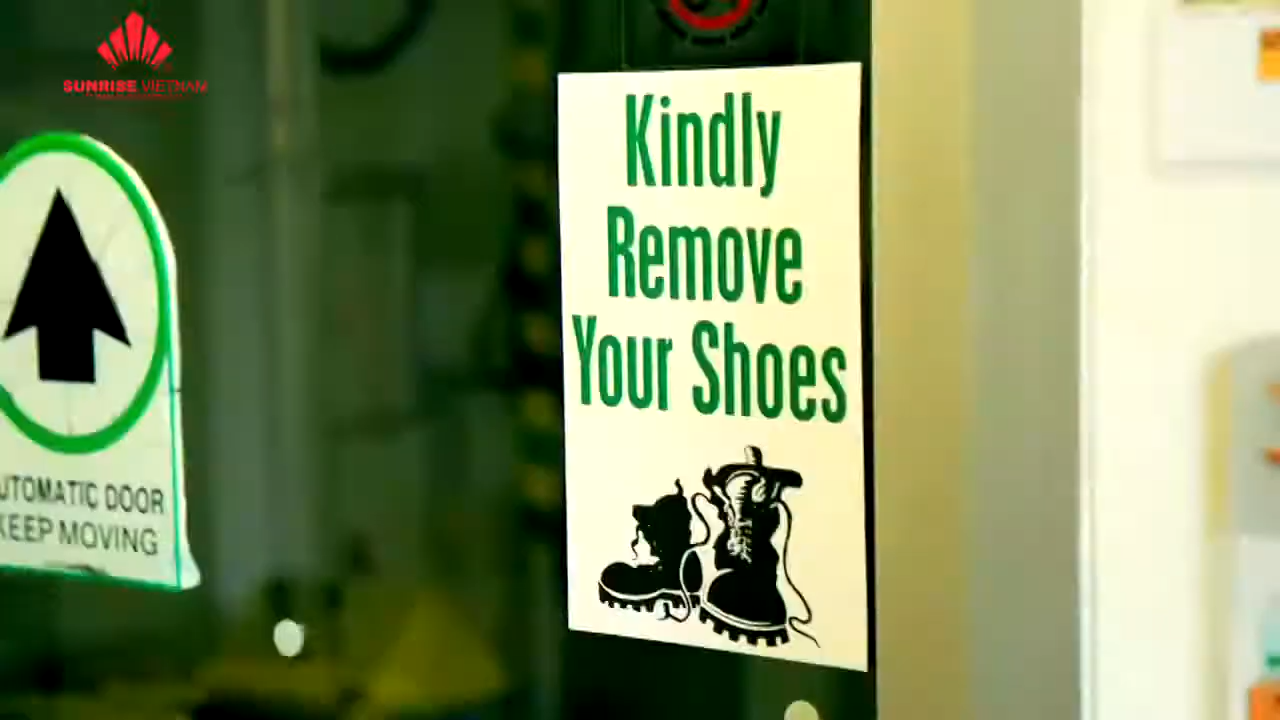 SUNRISE VIETNAM
Kindly
Remove
Your Shoes
UTOMATIC DOOR
KEEP MOVING